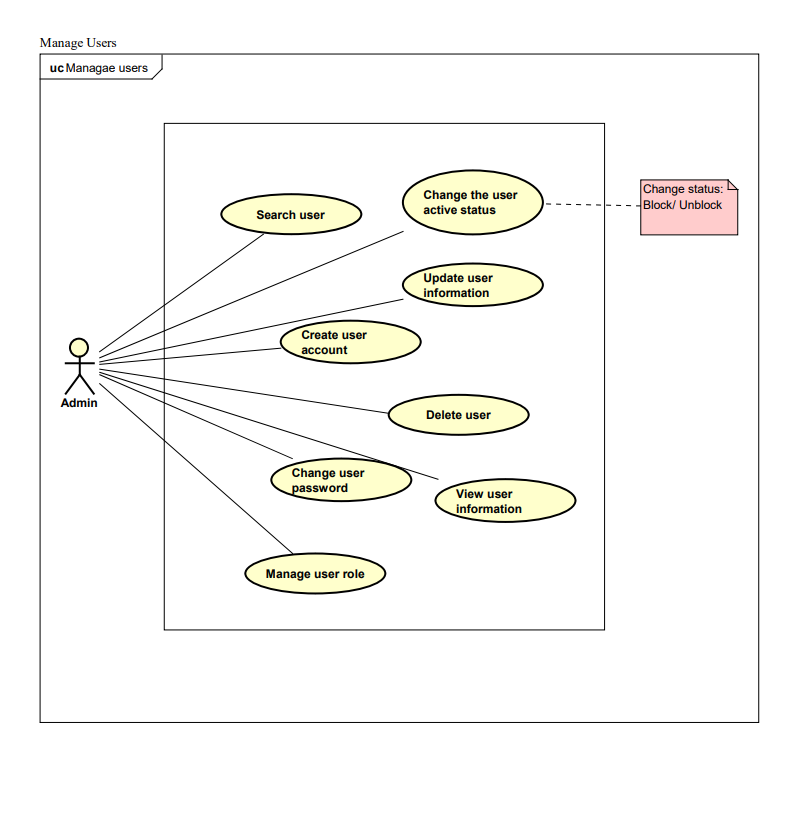 Manage Users
uc Managae users
Change the user
active status
Change status:
Block/ Unblock
Search user
Update user
information
Create user
account
Admin
Delete user
Change user
password
View user
information
Manage user role